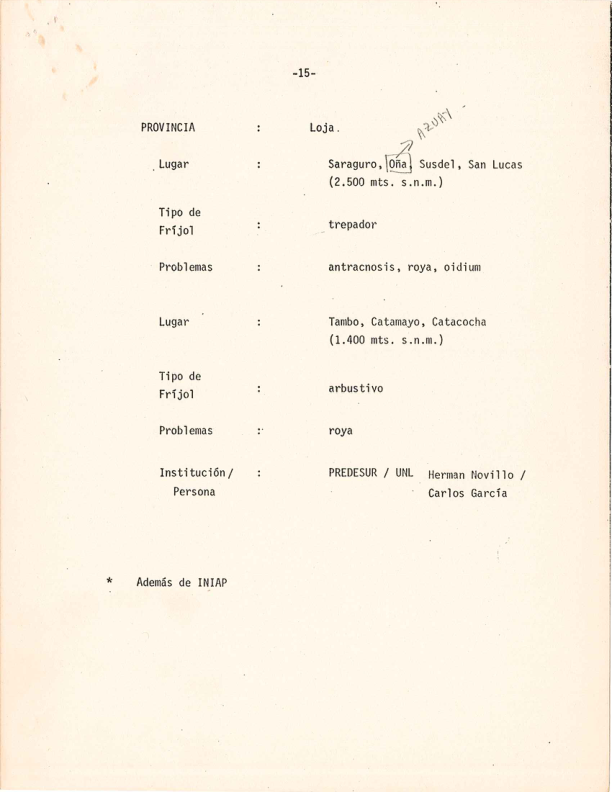 -15-
AZUAY
PROVINCIA : Loja.
Lugar : Saraguro, Oña, Susdel, San Lucas
(2.500 mts. s.n.m.)
Tipo de
Fríjol : trepador
Problemas : antracnosis, roya, oidium
Lugar : Tambo, Catamayo, Catacocha
(1.400 mts. s.n.m.)
Tipo de
Fríjol : arbustivo
Problemas : roya
Institución/ : PREDESUR / UNL Herman Novillo /
Persona Carlos García
* Además de INIAP